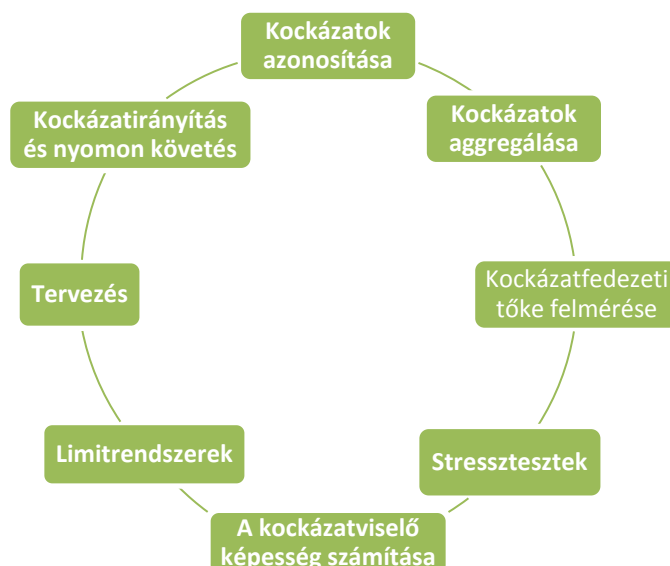 Kockázatok
azonosítása
Kockázatok
aggregálása
Kockázatfedezeti
tőke felmérése
Stressztesztek
A kockázatviselő
képesség számítása
Limitrendszerek
Tervezés
Kockázatirányítás
és nyomon követés